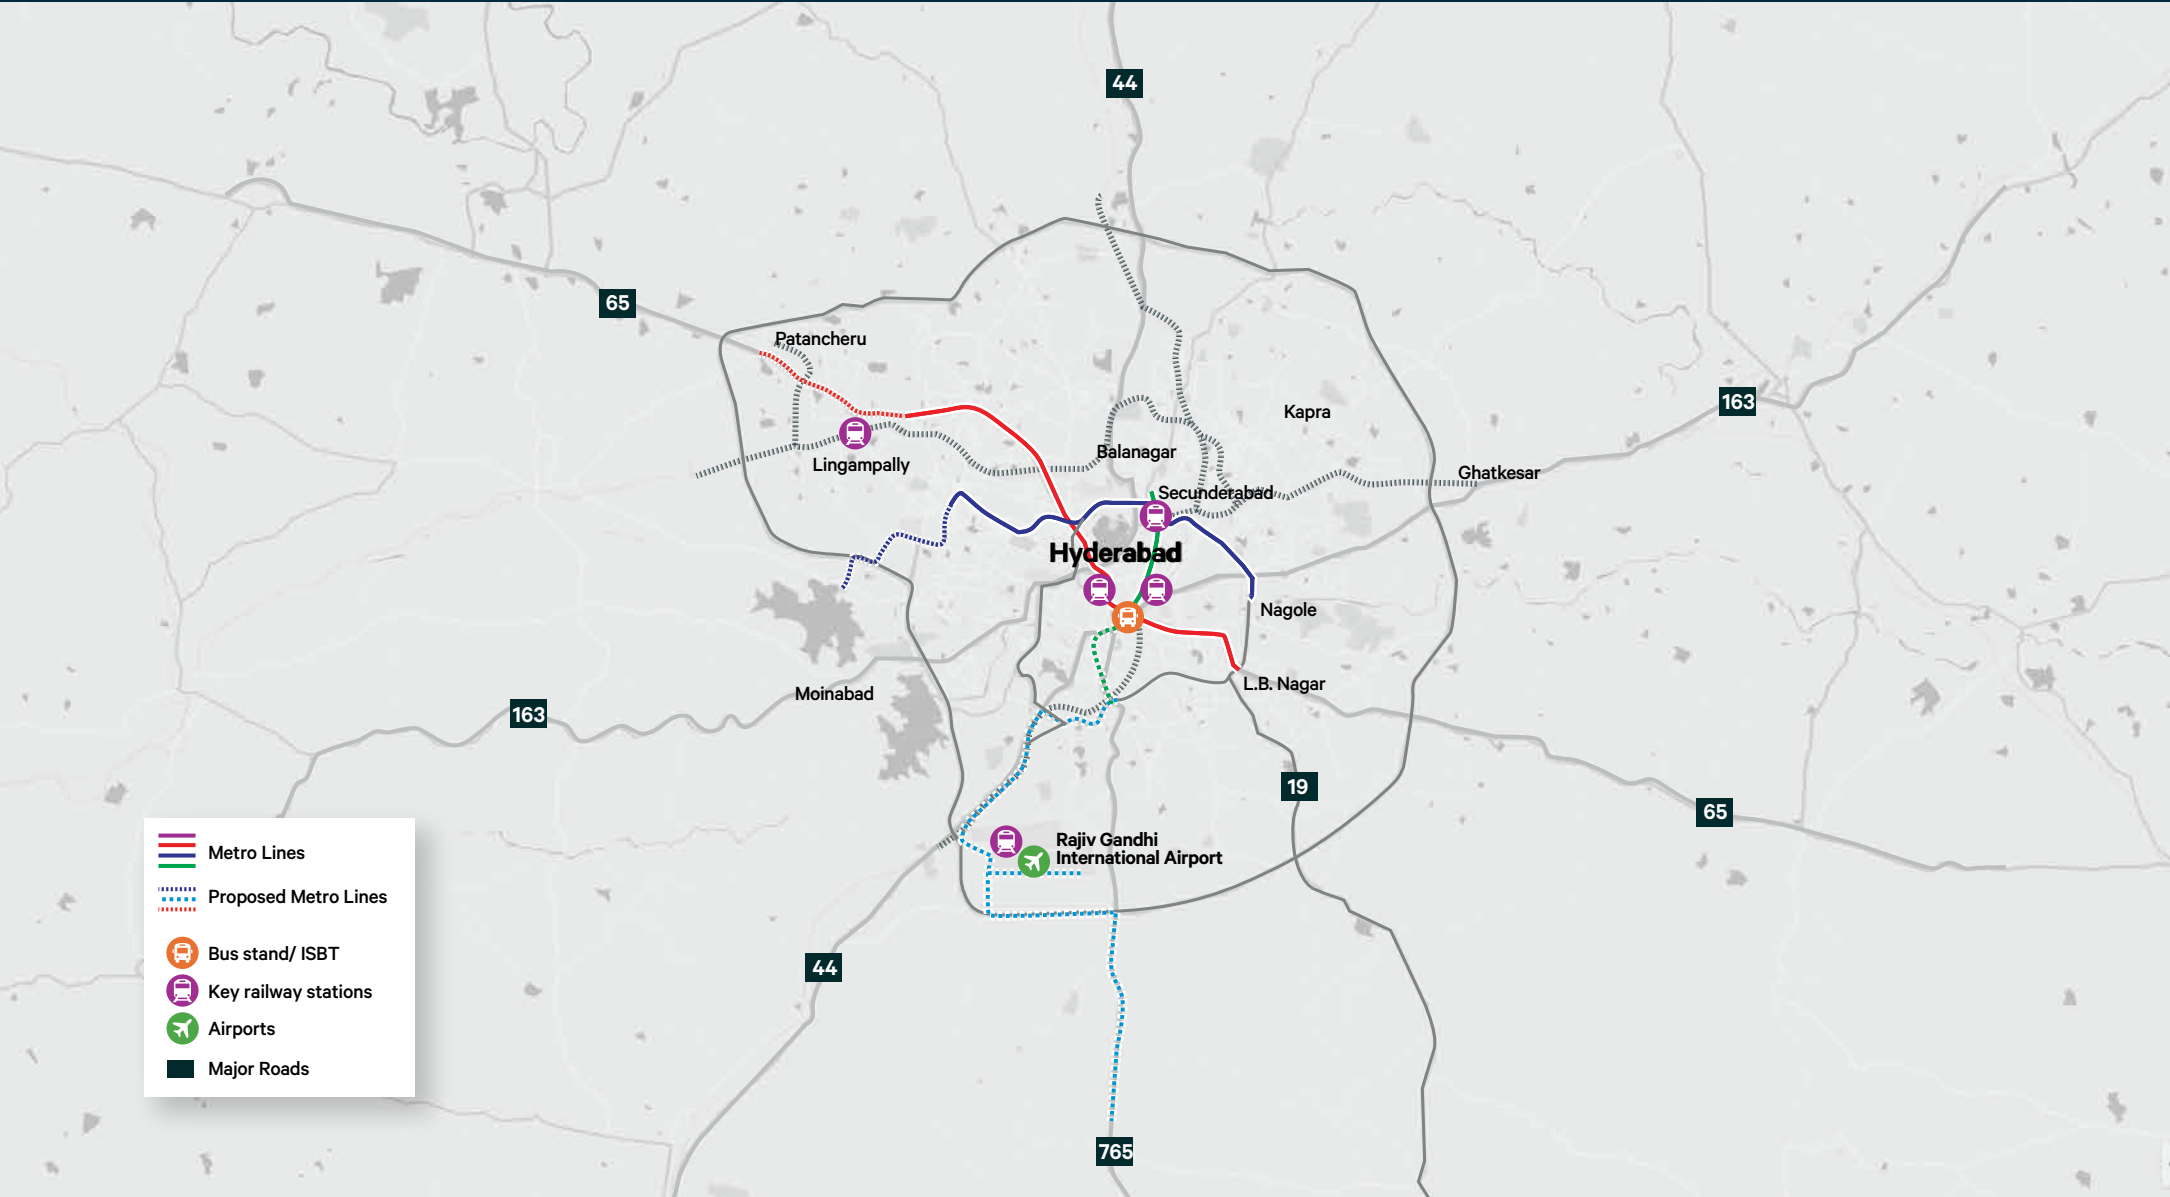 44
65
Patancheru
163
Kapra
Balanagar
Lingampally
Ghatkesar
Secunderabad
Hyderabad
Nagole
L.B. Nagar
Moinabad
163
19
65
Rajiv Gandhi
International Airport
44
765
Metro Lines
Proposed Metro Lines
Bus stand/ ISBT
Key railway stations
Airports
Major Roads